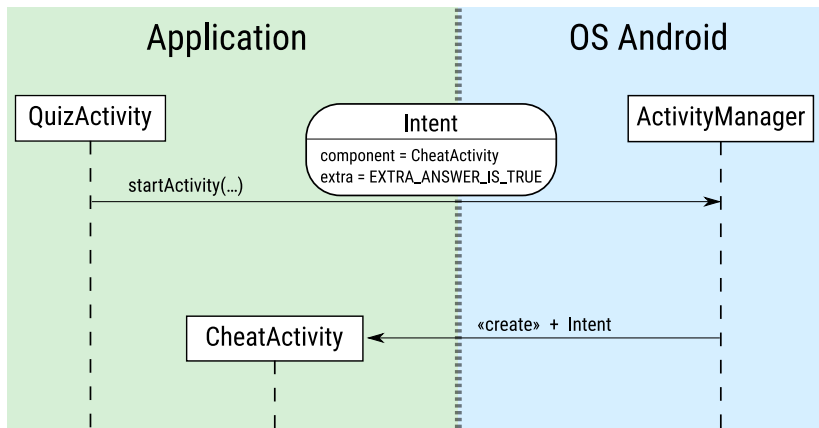 Application
OS Android
QuizActivity
Intent
ActivityManager
component = CheatActivity
extra = EXTRA_ANSWER_IS_TRUE
startActivity(…)
«create» + Intent
CheatActivity